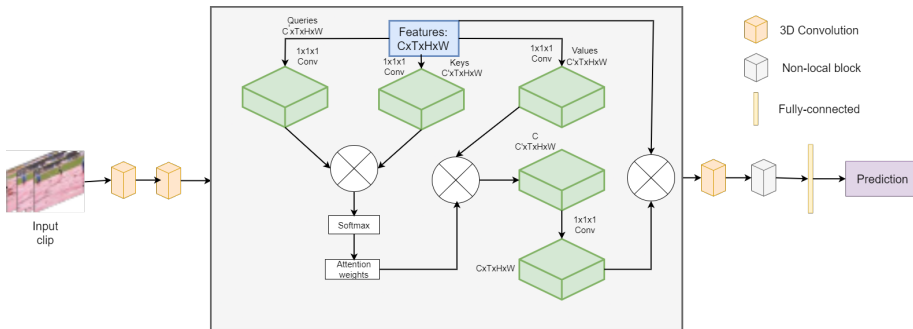 Queries
C'xTxHxW
Features:
CxTxHxW
1x1x1
Conv
1x1x1
Conv
Keys
C'xTxHxW
1x1x1
Conv
Values
C'xTxHxW
3D Convolution
Non-local block
Fully-connected
C
C'xTxHxW
Input
clip
Softmax
1x1x1
Conv
Attention
weights
CxTxHxW
Prediction